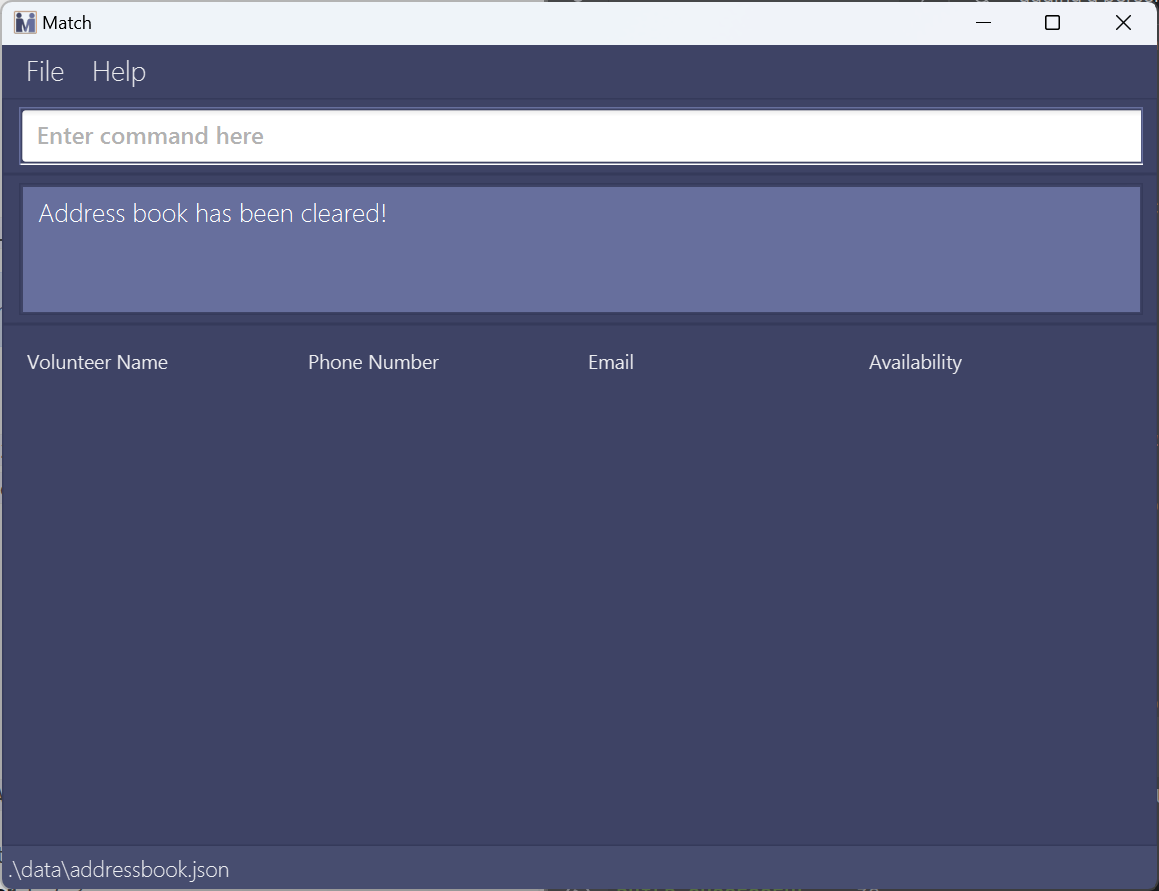 Match
File Help
Enter command here
Address book has been cleared!
Volunteer Name Phone Number Email Availability
.\data\addressbook.json